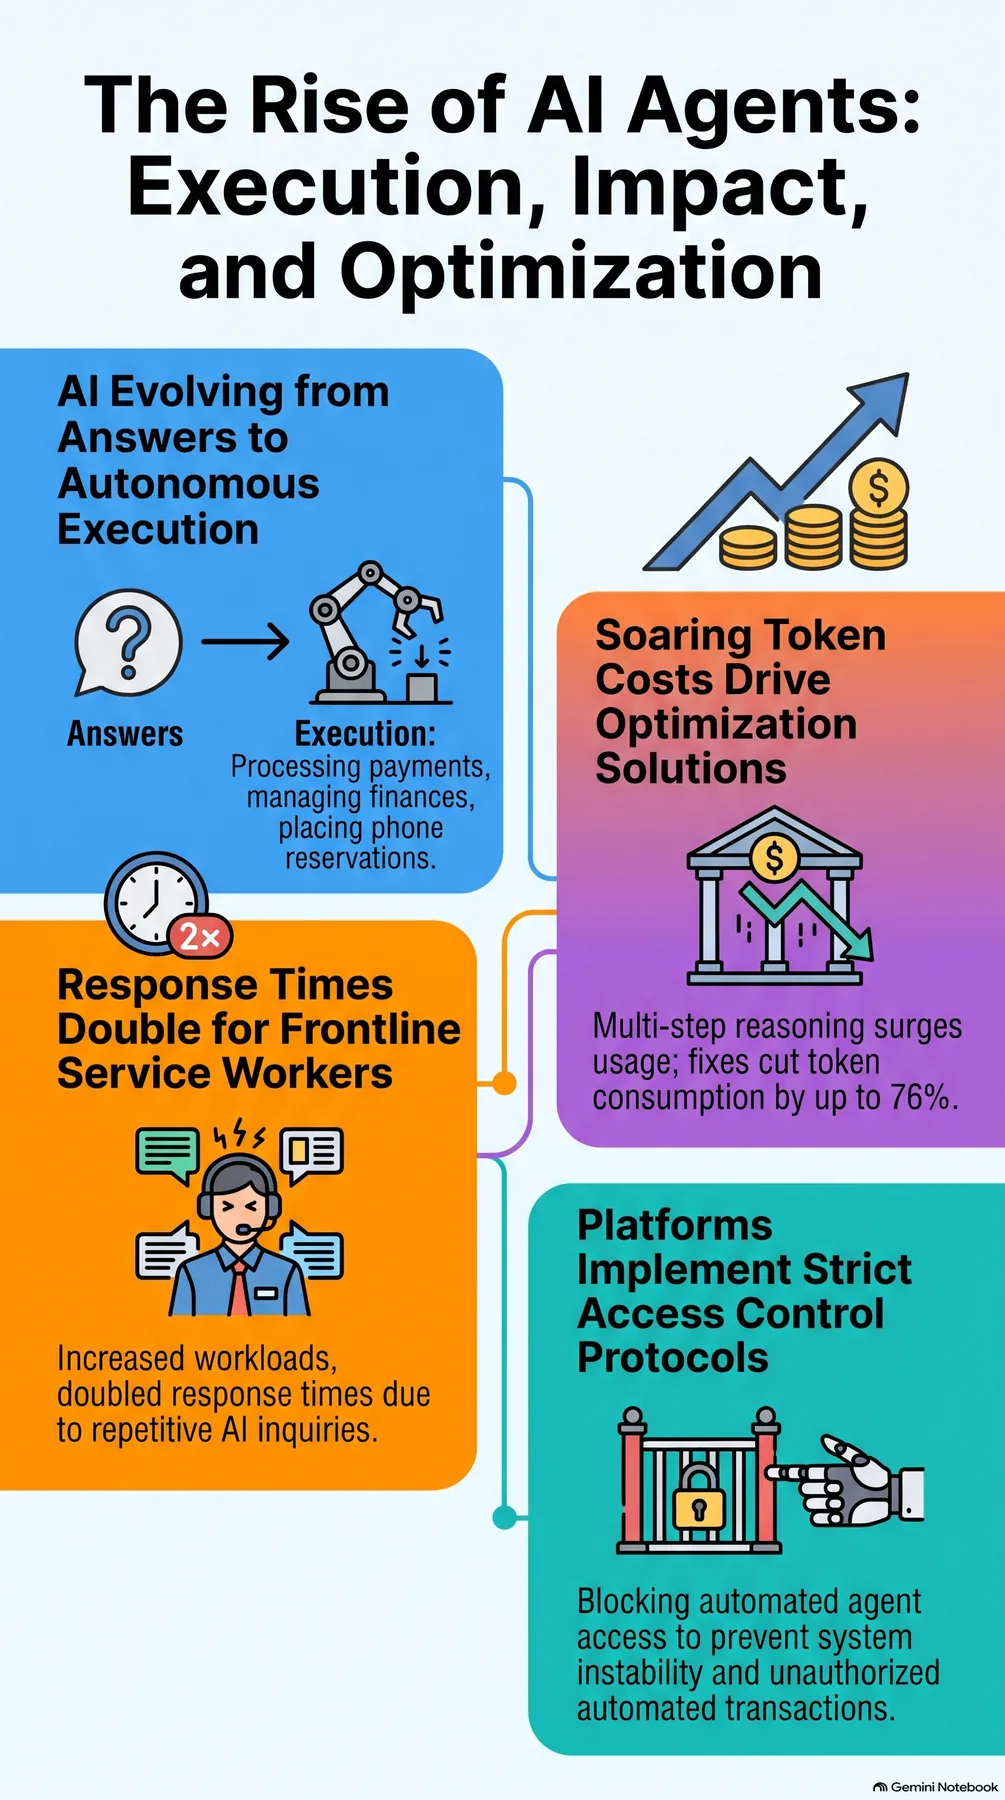 The Rise of AI Agents:
Execution, Impact,
and Optimization
AI Evolving from
Answers to
Autonomous
Execution
?
Answers
Execution:
Processing payments,
managing finances,
placing phone
reservations.
$
Soaring Token
Costs Drive
Optimization
Solutions
$
Multi-step reasoning surges
usage; fixes cut token
consumption by up to 76%.
2×
Response Times
Double for Frontline
Service Workers
Increased workloads,
doubled response times due
to repetitive AI inquiries.
Platforms
Implement Strict
Access Control
Protocols
Blocking automated agent
access to prevent system
instability and unauthorized
automated transactions.
Gemini Notebook